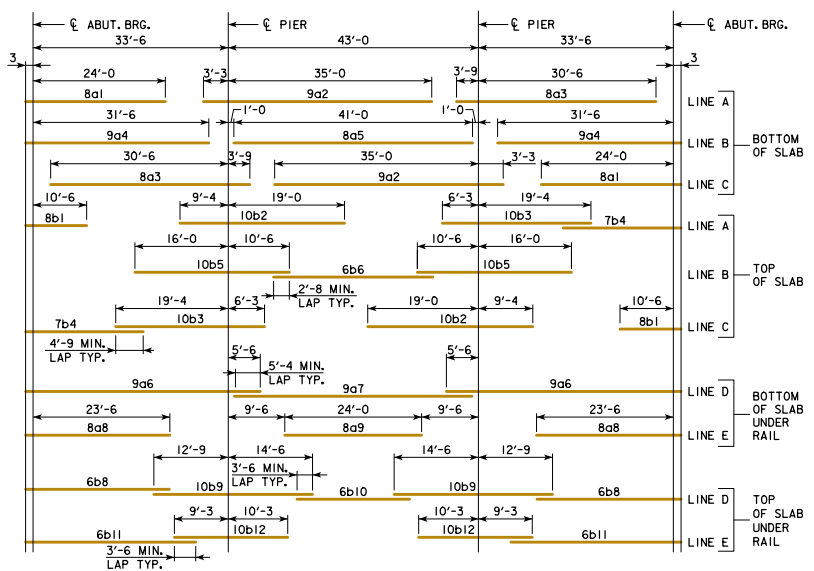 ℄ ABUT. BRG. ℄ PIER ℄ PIER ℄ ABUT. BRG.
33'-6 43'-0 33'-6
3 24'-0 3'-3 35'-0 3'-9 30'-6 3
8a1 9a2 8a3 LINE A
31'-6 1'-0 41'-0 1'-0 31'-6
9a4 8a5 9a4 LINE B
BOTTOM
OF SLAB
30'-6 3'-9 35'-0 3'-3 24'-0
8a3 9a2 8a1 LINE C
10'-6 9'-4 19'-0 6'-3 19'-4
8b1 10b2 10b3 7b4 LINE A
16'-0 10'-6 10'-6 16'-0
10b5 6b6 10b5 LINE B
TOP
OF SLAB
2'-8 MIN.
LAP TYP.
19'-4 6'-3 19'-0 9'-4 10'-6
7b4 10b3 10b2 8b1 LINE C
4'-9 MIN.
LAP TYP.
5'-6 5'-6
5'-4 MIN.
LAP TYP.
9a6 9a7 9a6 LINE D
23'-6 9'-6 24'-0 9'-6 23'-6
8a8 8a9 8a8 LINE E
BOTTOM
OF SLAB
UNDER
RAIL
12'-9 14'-6 14'-6 12'-9
3'-6 MIN.
LAP TYP.
6b8 10b9 6b10 10b9 6b8 LINE D
9'-3 10'-3 10'-3 9'-3
6b11 10b12 10b12 6b11 LINE E
TOP
OF SLAB
UNDER
RAIL
3'-6 MIN.
LAP TYP.